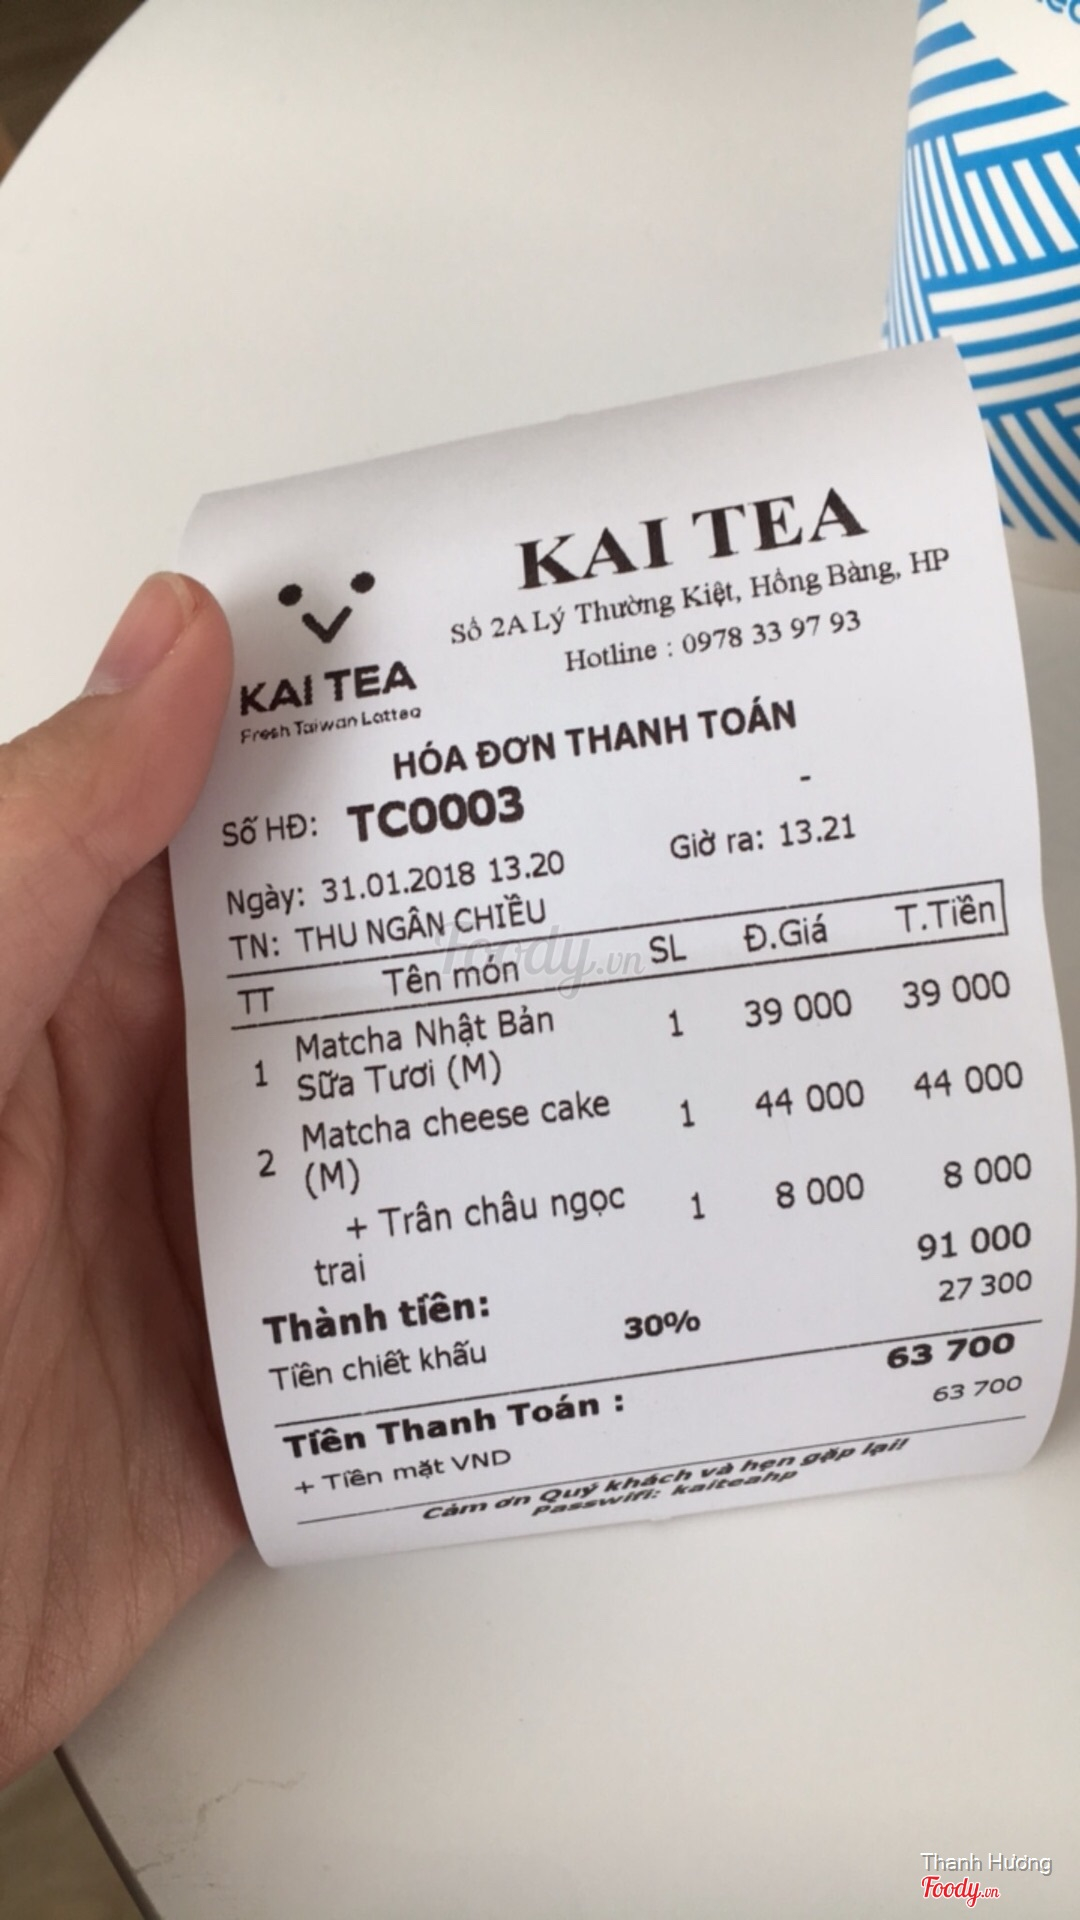 KAI TEA
Số 2A Lý Thường Kiệt, Hồng Bàng, HP
Hotline : 0978 33 97 93
KAI TEA
Fresh Taiwan Lattea
HÓA ĐƠN THANH TOÁN
Số HĐ: TC0003 -
Ngày: 31.01.2018 13.20 Giờ ra: 13.21
TN: THU NGÂN CHIỀU
TT Tên món SL Đ.Giá T.Tiền
1 Matcha Nhật Bản 1 39 000 39 000
Sữa Tươi (M)
2 Matcha cheese cake 1 44 000 44 000
(M)
+ Trân châu ngọc 1 8 000 8 000
trai
Thành tiền: 91 000
Tiền chiết khấu 30% 27 300
Tiền Thanh Toán : 63 700
+ Tiền mặt VND 63 700
Cảm ơn Quý khách và hẹn gặp lại!
Passwifi: kaiteahp
Foody.vn
Thanh Hương
Foody.vn